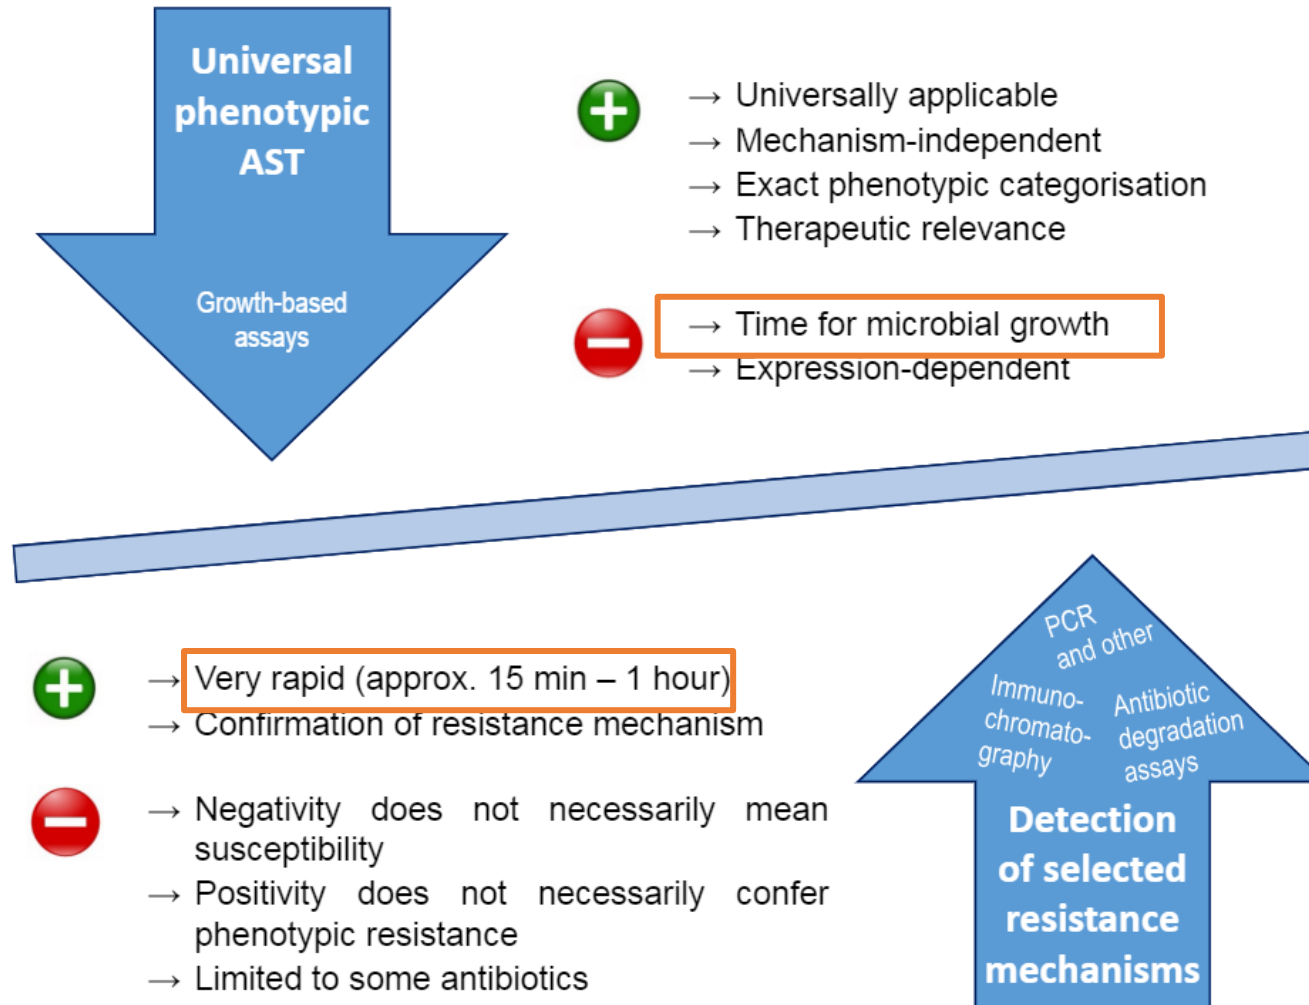 Universal
phenotypic
AST
Growth-based
assays
→ Universally applicable
→ Mechanism-independent
→ Exact phenotypic categorisation
→ Therapeutic relevance
→ Time for microbial growth
→ Expression-dependent
→ Very rapid (approx. 15 min – 1 hour)
→ Confirmation of resistance mechanism
→ Negativity does not necessarily mean
susceptibility
→ Positivity does not necessarily confer
phenotypic resistance
→ Limited to some antibiotics
PCR
and other
Immuno-
chromato-
graphy
Antibiotic
degradation
assays
Detection
of selected
resistance
mechanisms